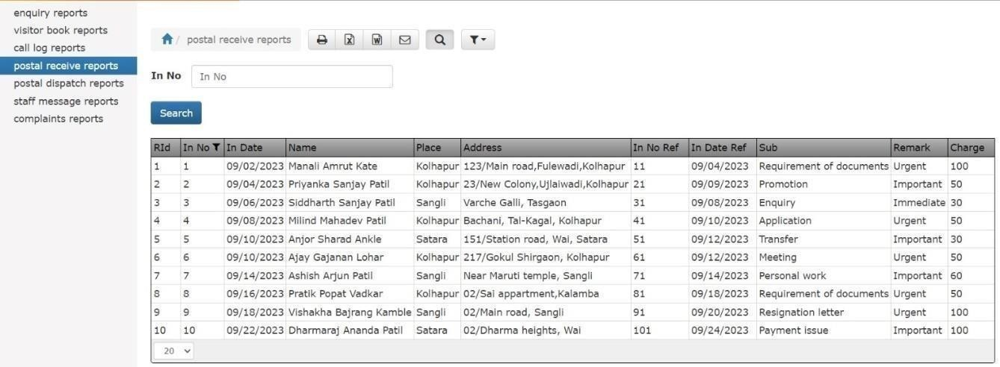 enquiry reports
visitor book reports
call log reports
postal receive reports
postal dispatch reports
staff message reports
complaints reports
/ postal receive reports
In No In No
Search
RId In No In Date Name Place Address In No Ref In Date Ref Sub Remark Charge
1 1 09/02/2023 Manali Amrut Kate Kolhapur 123/Main road,Fulewadi,Kolhapur 11 09/04/2023 Requirement of documents Urgent 100
2 2 09/04/2023 Priyanka Sanjay Patil Kolhapur 23/New Colony,Ujlaiwadi,Kolhapur 21 09/09/2023 Promotion Important 50
3 3 09/06/2023 Siddharth Sanjay Patil Sangli Varche Galli, Tasgaon 31 09/08/2023 Enquiry Immediate 30
4 4 09/08/2023 Milind Mahadev Patil Kolhapur Bachani, Tal-Kagal, Kolhapur 41 09/10/2023 Application Urgent 50
5 5 09/10/2023 Anjor Sharad Ankle Satara 151/Station road, Wai, Satara 51 09/12/2023 Transfer Important 30
6 6 09/10/2023 Ajay Gajanan Lohar Kolhapur 217/Gokul Shirgaon, Kolhapur 61 09/12/2023 Meeting Urgent 50
7 7 09/14/2023 Ashish Arjun Patil Sangli Near Maruti temple, Sangli 71 09/14/2023 Personal work Important 60
8 8 09/16/2023 Pratik Popat Vadkar Kolhapur 02/Sai appartment,Kalamba 81 09/18/2023 Requirement of documents Urgent 50
9 9 09/18/2023 Vishakha Bajrang Kamble Sangli 02/Main road, Sangli 91 09/20/2023 Resignation letter Urgent 100
10 10 09/22/2023 Dharmaraj Ananda Patil Satara 02/Dharma heights, Wai 101 09/24/2023 Payment issue Important 100
20